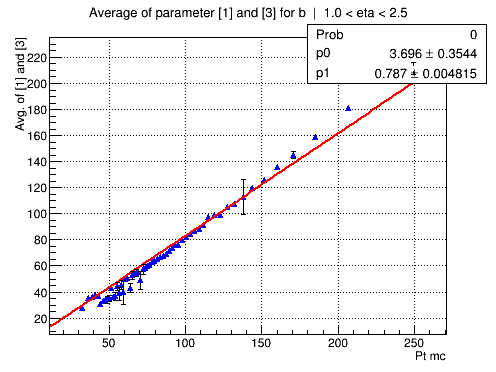 Average of parameter [1] and [3] for b | 1.0 < eta < 2.5
Prob 0
p0 3.696 ± 0.3544
p1 0.787 ± 0.004815
Avg. of [1] and [3]
220
200
180
160
140
120
100
80
60
40
20
50 100 150 200 250
Pt mc